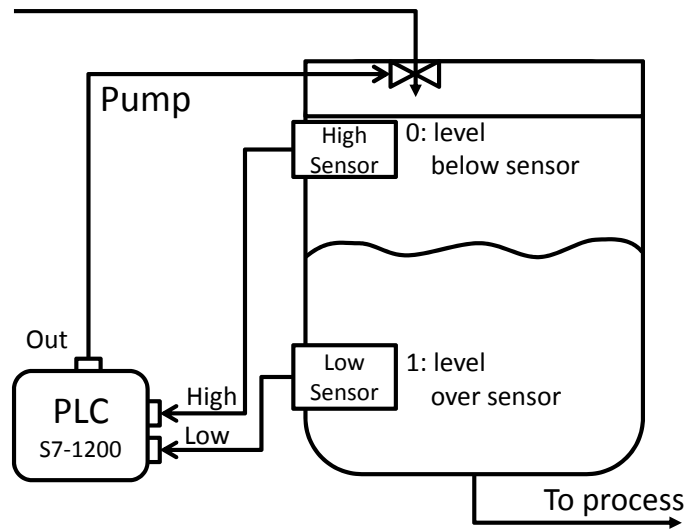 Pump
High
Sensor
0: level
below sensor
Out
High
Low
PLC
S7-1200
Low
Sensor
1: level
over sensor
To process